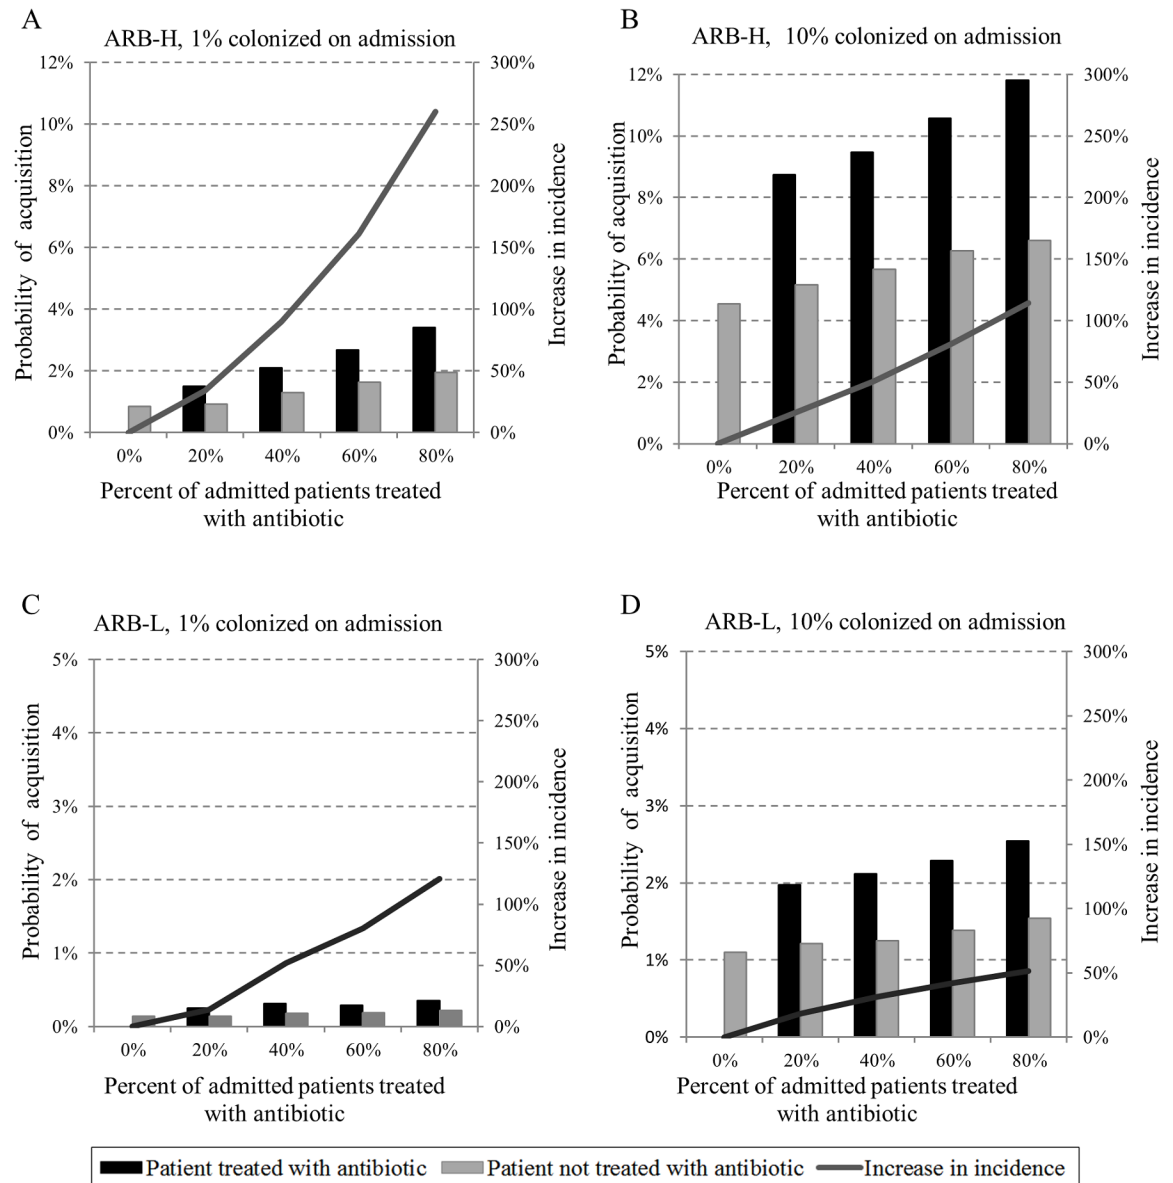 A
ARB-H, 1% colonized on admission
12%
10%
8%
6%
4%
2%
0%
Probability of acquisition
300%
250%
200%
150%
100%
50%
0%
Increase in incidence
0% 20% 40% 60% 80%
Percent of admitted patients treated
with antibiotic
B
ARB-H, 10% colonized on admission
12%
10%
8%
6%
4%
2%
0%
Probability of acquisition
300%
250%
200%
150%
100%
50%
0%
Increase in incidence
0% 20% 40% 60% 80%
Percent of admitted patients treated
with antibiotic
C
ARB-L, 1% colonized on admission
5%
4%
3%
2%
1%
0%
Probability of acquisition
300%
250%
200%
150%
100%
50%
0%
Increase in incidence
0% 20% 40% 60% 80%
Percent of admitted patients treated
with antibiotic
D
ARB-L, 10% colonized on admission
5%
4%
3%
2%
1%
0%
Probability of acquisition
300%
250%
200%
150%
100%
50%
0%
Increase in incidence
0% 20% 40% 60% 80%
Percent of admitted patients treated
with antibiotic
Patient treated with antibiotic Patient not treated with antibiotic Increase in incidence